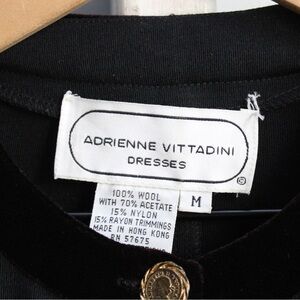 ADRIENNE VITTADINI
DRESSES
®
100% WOOL
WITH 70% ACETATE
15% NYLON
15% RAYON TRIMMINGS
MADE IN HONG KONG
RN 57675
M